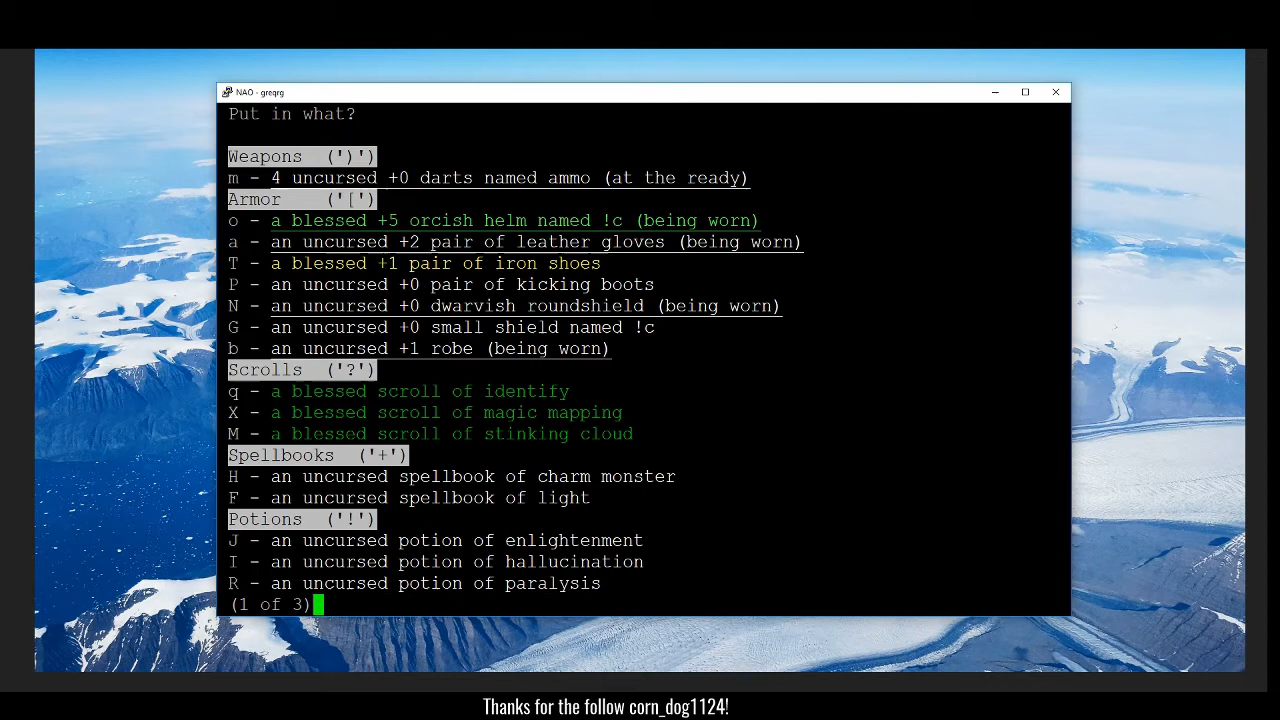 NAO - greqrg
Put in what?
Weapons (')')
m - 4 uncursed +0 darts named ammo (at the ready)
Armor ('[')
o - a blessed +5 orcish helm named !c (being worn)
a - an uncursed +2 pair of leather gloves (being worn)
T - a blessed +1 pair of iron shoes
P - an uncursed +0 pair of kicking boots
N - an uncursed +0 dwarvish roundshield (being worn)
G - an uncursed +0 small shield named !c
b - an uncursed +1 robe (being worn)
Scrolls ('?')
q - a blessed scroll of identify
X - a blessed scroll of magic mapping
M - a blessed scroll of stinking cloud
Spellbooks ('+')
H - an uncursed spellbook of charm monster
F - an uncursed spellbook of light
Potions ('!')
J - an uncursed potion of enlightenment
I - an uncursed potion of hallucination
R - an uncursed potion of paralysis
(1 of 3)
Thanks for the follow corn_dog1124!